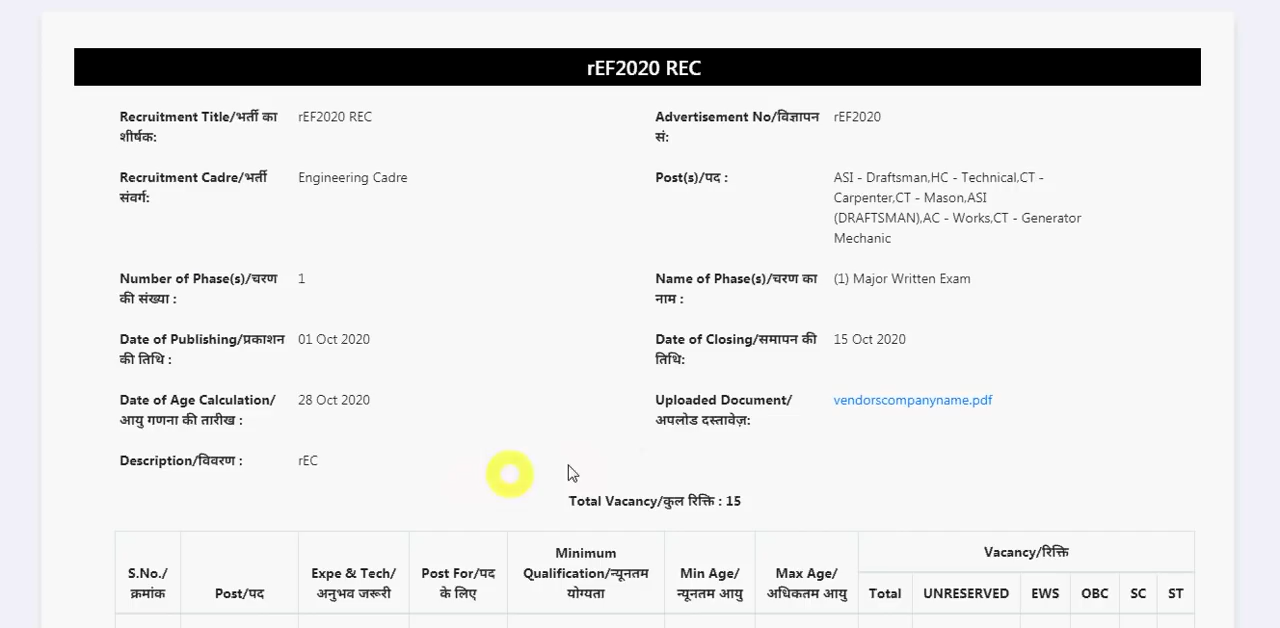 rEF2020 REC
Recruitment Title/भर्ती का शीर्षक: rEF2020 REC
Advertisement No/विज्ञापन सं: rEF2020
Recruitment Cadre/भर्ती संवर्ग: Engineering Cadre
Post(s)/पद :
ASI - Draftsman,HC - Technical,CT -
Carpenter,CT - Mason,ASI
(DRAFTSMAN),AC - Works,CT - Generator
Mechanic
Number of Phase(s)/चरण की संख्या : 1
Name of Phase(s)/चरण का नाम : (1) Major Written Exam
Date of Publishing/प्रकाशन की तिथि : 01 Oct 2020
Date of Closing/समापन की तिथि: 15 Oct 2020
Date of Age Calculation/ आयु गणना की तारीख : 28 Oct 2020
Uploaded Document/ अपलोड दस्तावेज़: vendorscompanyname.pdf
Description/विवरण : rEC
Total Vacancy/कुल रिक्ति : 15
S.No./ क्रमांक
Post/पद
Expe & Tech/ अनुभव जरूरी
Post For/पद के लिए
Minimum Qualification/न्यूनतम योग्यता
Min Age/ न्यूनतम आयु
Max Age/ अधिकतम आयु
Vacancy/रिक्ति
Total UNRESERVED EWS OBC SC ST